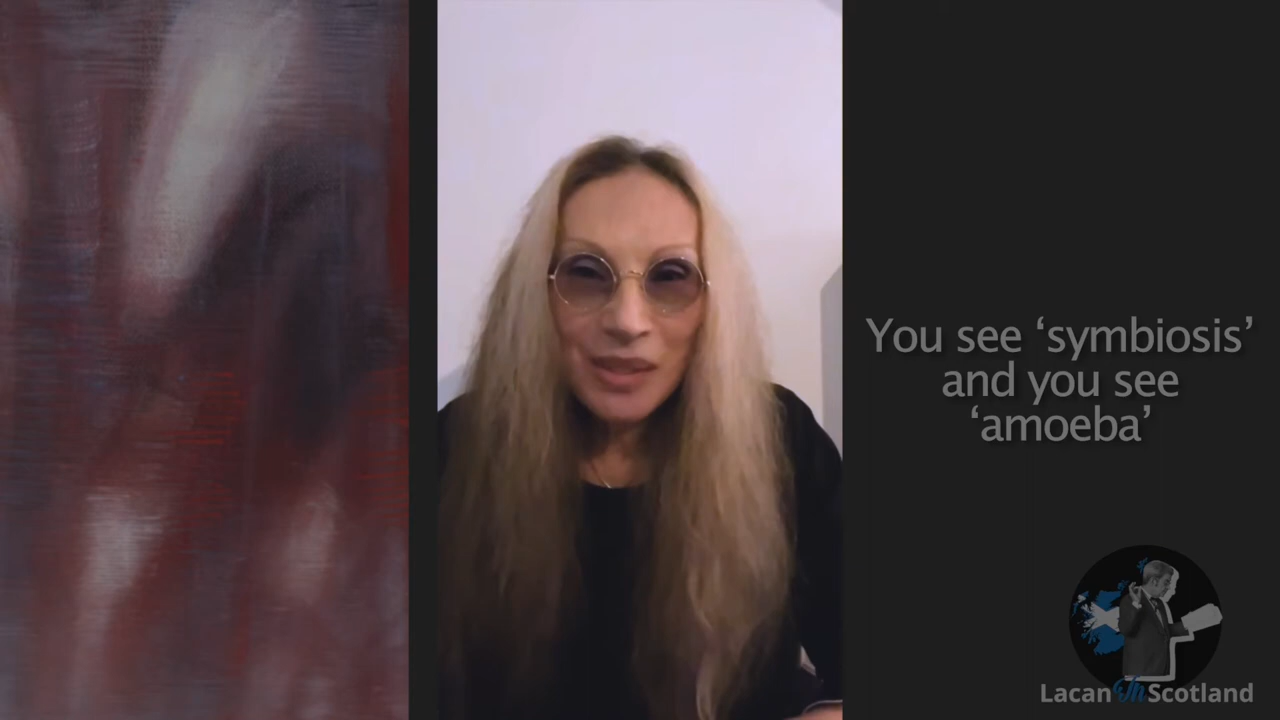 You see ‘symbiosis’
and you see
‘amoeba’
Lacan in Scotland